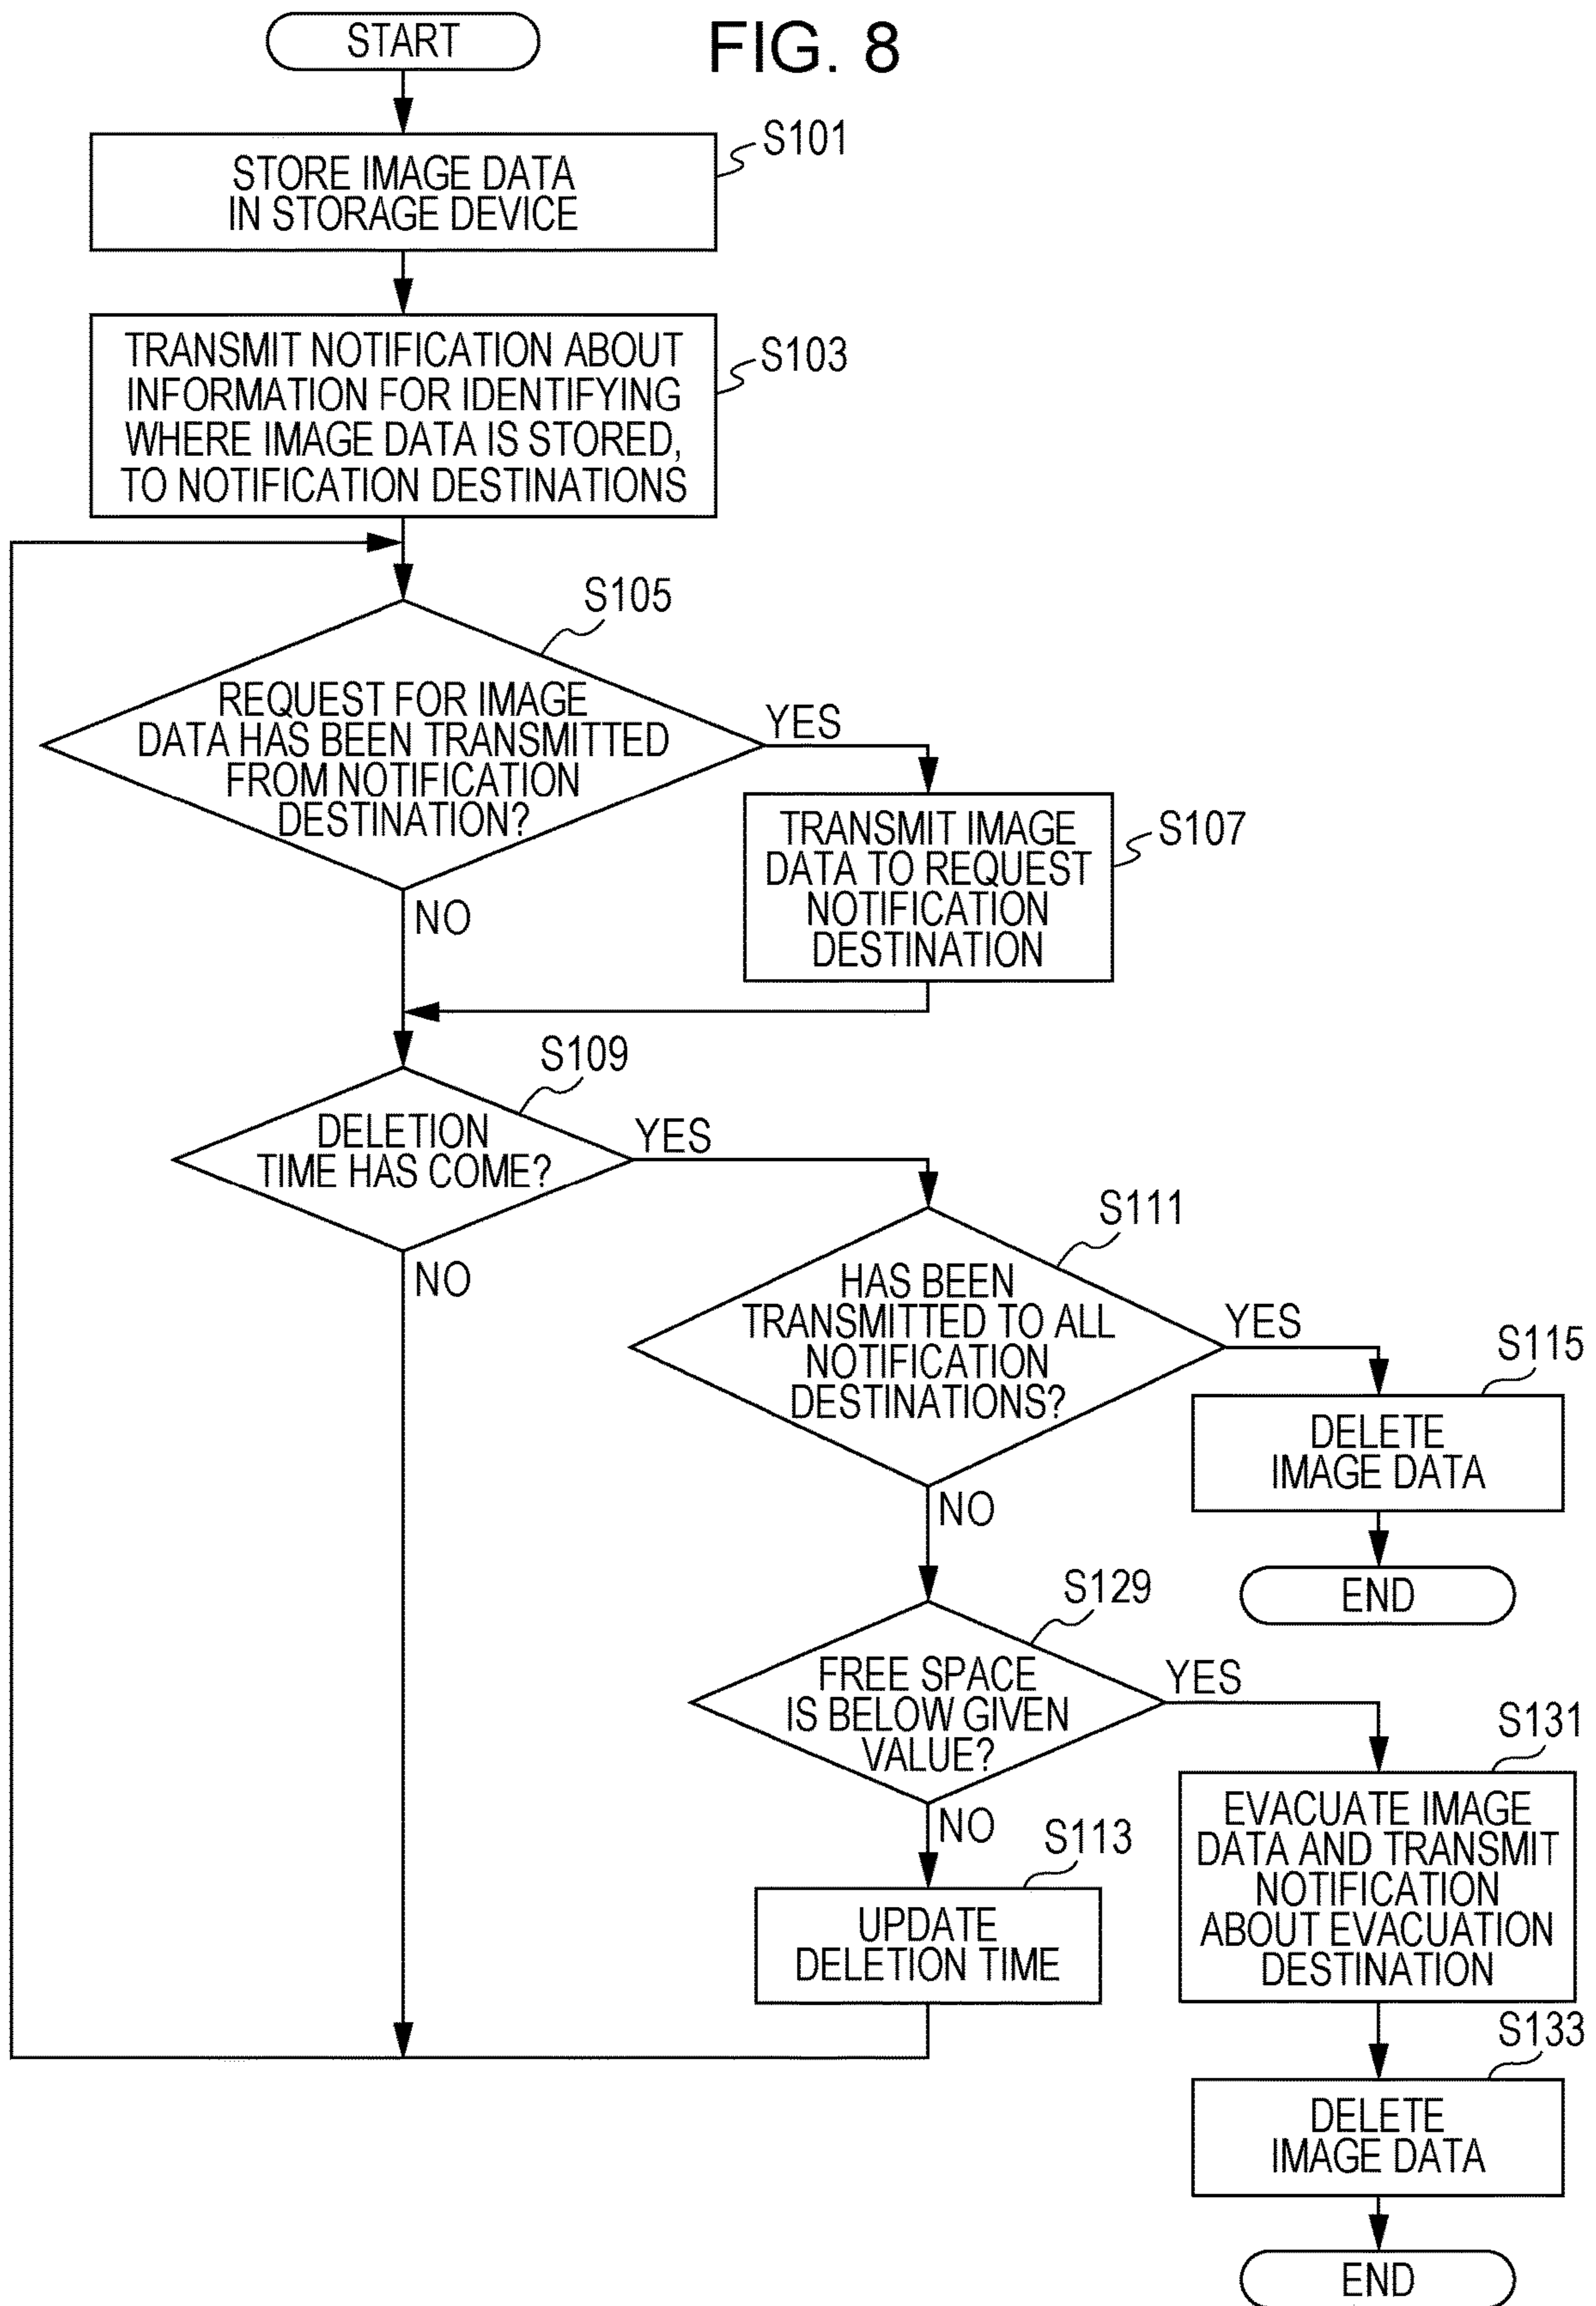 START
FIG. 8
S101
STORE IMAGE DATA
IN STORAGE DEVICE
S103
TRANSMIT NOTIFICATION ABOUT
INFORMATION FOR IDENTIFYING
WHERE IMAGE DATA IS STORED,
TO NOTIFICATION DESTINATIONS
S105
REQUEST FOR IMAGE
DATA HAS BEEN TRANSMITTED
FROM NOTIFICATION
DESTINATION?
YES
NO
S107
TRANSMIT IMAGE
DATA TO REQUEST
NOTIFICATION
DESTINATION
S109
DELETION
TIME HAS COME?
YES
NO
S111
HAS BEEN
TRANSMITTED TO ALL
NOTIFICATION
DESTINATIONS?
YES
NO
S115
DELETE
IMAGE DATA
END
S129
FREE SPACE
IS BELOW GIVEN
VALUE?
YES
NO
S131
EVACUATE IMAGE
DATA AND TRANSMIT
NOTIFICATION
ABOUT EVACUATION
DESTINATION
S113
UPDATE
DELETION TIME
S133
DELETE
IMAGE DATA
END